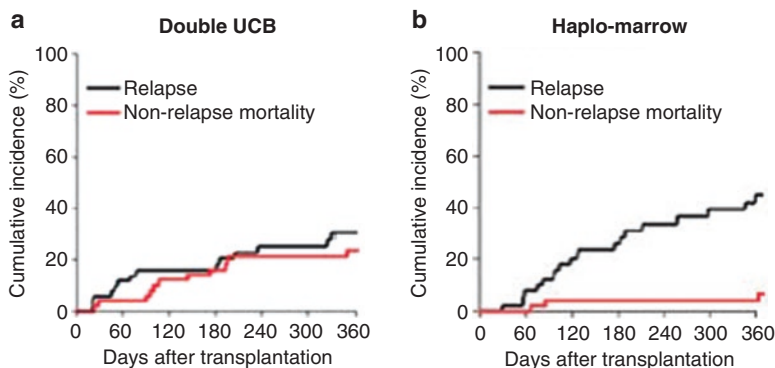 a
Double UCB
Cumulative incidence (%)
100
80
60
40
20
0
Relapse
Non-relapse mortality
0 60 120 180 240 300 360
Days after transplantation
b
Haplo-marrow
Cumulative incidence (%)
100
80
60
40
20
0
Relapse
Non-relapse mortality
0 60 120 180 240 300 360
Days after transplantation